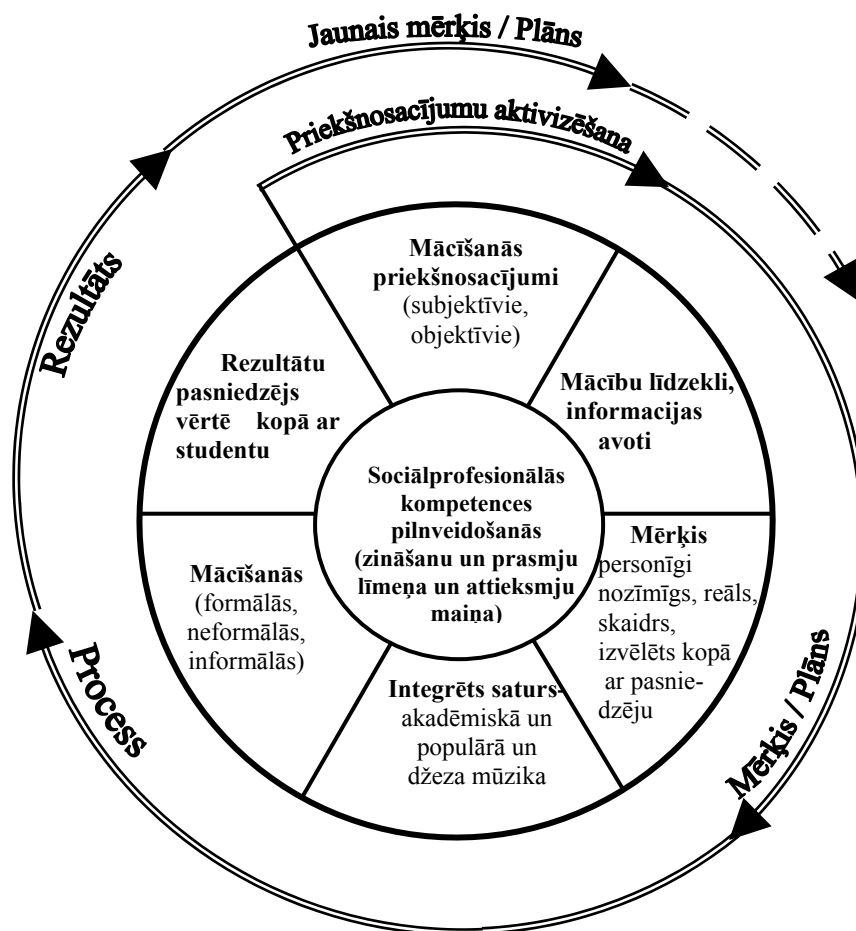 Jaunais mērķis / Plāns
Priekšnosacījumu aktivizēšana
Mācīšanās
priekšnosacījumi
(subjektīvie,
objektīvie)
Mācību līdzekli,
informacijas
avoti
Mērķis
personīgi
nozīmīgs, reāls,
skaidrs,
izvēlēts kopā
ar pasnie-
dzēju
Mērķis / Plāns
Integrēts saturs-
akadēmiskā un
populārā un
džeza mūzika
Mācīšanās
(formālās,
neformālās,
informālās)
Process
Rezultātu
pasniedzējs
vērtē kopā ar
studentu
Rezultāts
Sociālprofesionālās
kompetences
pilnveidošanās
(zināšanu un prasmju
līmeņa un attieksmju
maiņa)